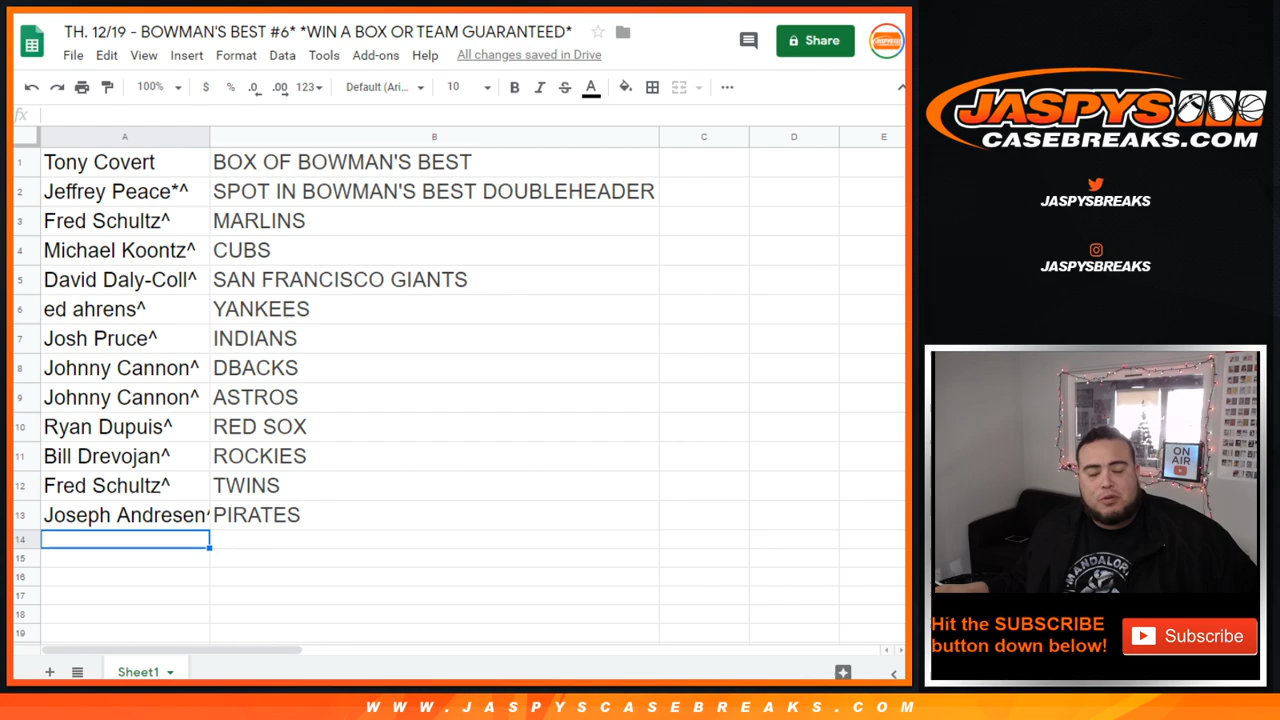 TH. 12/19 - BOWMAN'S BEST #6* *WIN A BOX OR TEAM GUARANTEED*
File Edit View Insert Format Data Tools Add-ons Help All changes saved in Drive
Share
100% $ % .0 .00 123 Default (Ari... 10 B I S A
fx
A B C D E
1 Tony Covert BOX OF BOWMAN'S BEST
2 Jeffrey Peace*^ SPOT IN BOWMAN'S BEST DOUBLEHEADER
3 Fred Schultz^ MARLINS
4 Michael Koontz^ CUBS
5 David Daly-Coll^ SAN FRANCISCO GIANTS
6 ed ahrens^ YANKEES
7 Josh Pruce^ INDIANS
8 Johnny Cannon^ DBACKS
9 Johnny Cannon^ ASTROS
10 Ryan Dupuis^ RED SOX
11 Bill Drevojan^ ROCKIES
12 Fred Schultz^ TWINS
13 Joseph Andresen^ PIRATES
14
15
16
17
18
19
Sheet1
JASPYS
CASEBREAKS.COM
JASPYSBREAKS
JASPYSBREAKS
ON
AIR
MANDALOR
Hit the SUBSCRIBE
button down below!
Subscribe
WWW.JASPYSCASEBREAKS.COM